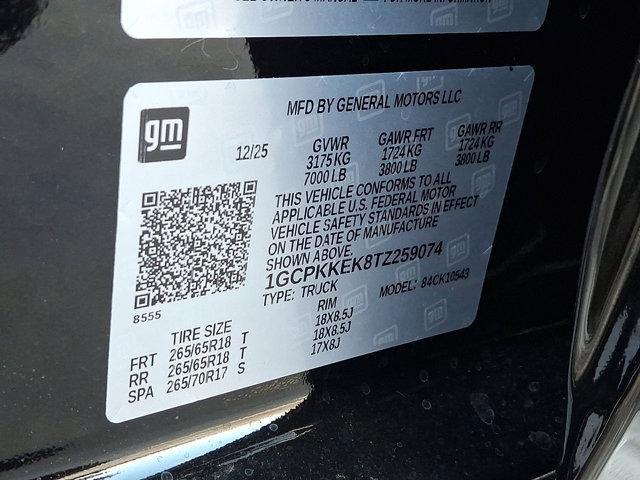 FOR MORE INFORMATION
gm
MFD BY GENERAL MOTORS LLC
12/25
GVWR GAWR FRT GAWR RR
3175 KG 1724 KG 1724 KG
7000 LB 3800 LB 3800 LB
THIS VEHICLE CONFORMS TO ALL
APPLICABLE U.S. FEDERAL MOTOR
VEHICLE SAFETY STANDARDS IN EFFECT
ON THE DATE OF MANUFACTURE
SHOWN ABOVE.
1GCPKKEK8TZ259074
TYPE: TRUCK MODEL: 84CK10543
8555
TIRE SIZE RIM
FRT 265/65R18 T 18X8.5J
RR 265/65R18 T 18X8.5J
SPA 265/70R17 S 17X8J